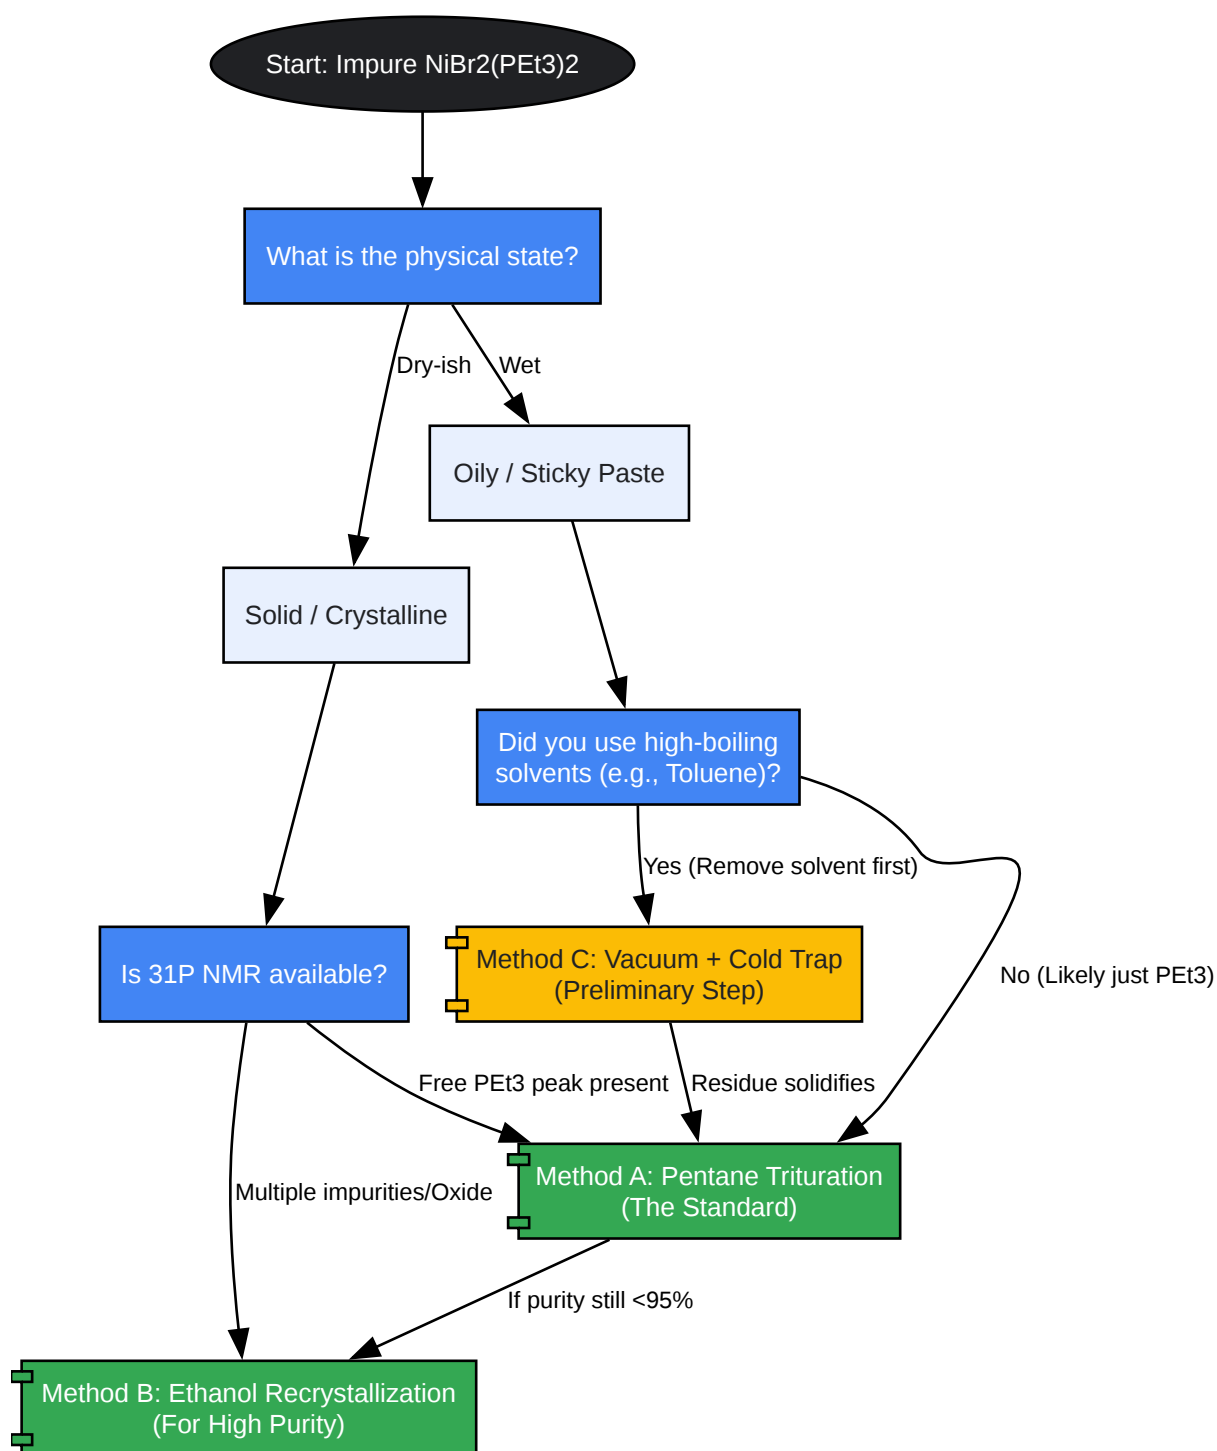 Start: Impure NiBr2(PEt3)2
What is the physical state?
Dry-ish
Wet
Oily / Sticky Paste
Solid / Crystalline
Did you use high-boiling
solvents (e.g., Toluene)?
Yes (Remove solvent first)
Is 31P NMR available?
Method C: Vacuum + Cold Trap
(Preliminary Step)
No (Likely just PEt3)
Free PEt3 peak present
Residue solidifies
Multiple impurities/Oxide
Method A: Pentane Trituration
(The Standard)
If purity still <95%
Method B: Ethanol Recrystallization
(For High Purity)